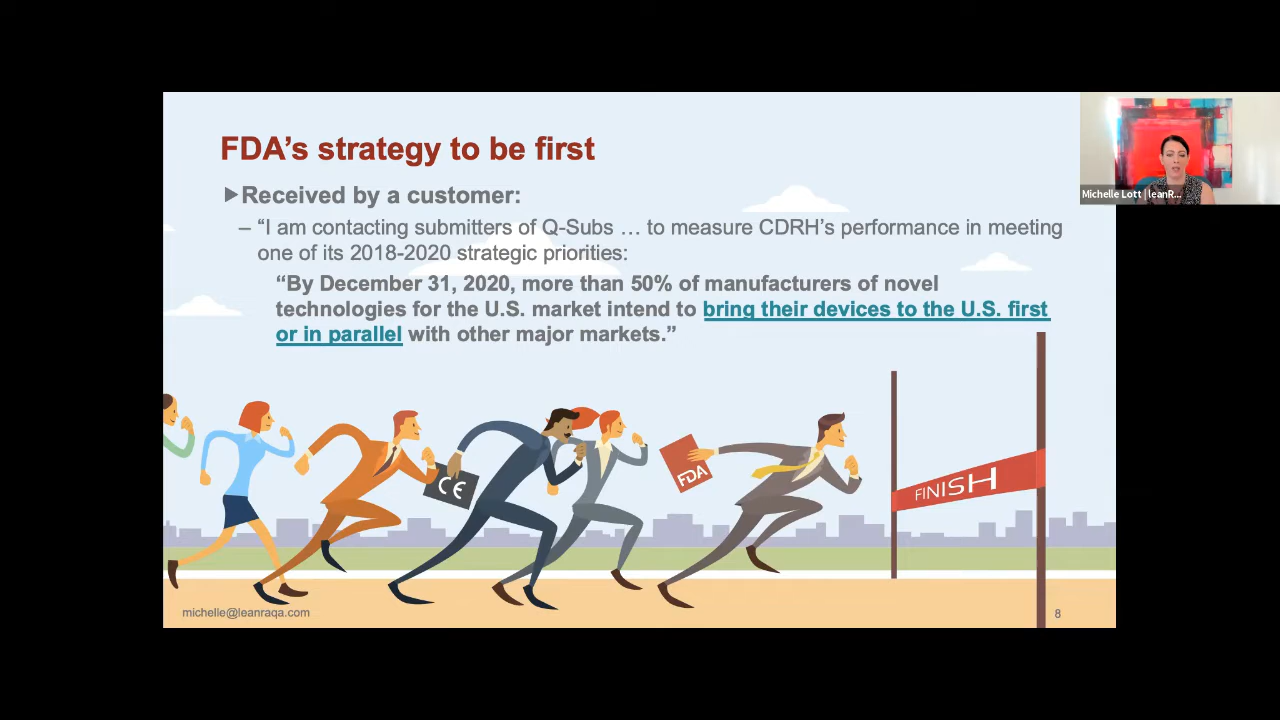 FDA’s strategy to be first
Received by a customer:
– “I am contacting submitters of Q-Subs … to measure CDRH’s performance in meeting
one of its 2018-2020 strategic priorities:
“By December 31, 2020, more than 50% of manufacturers of novel
technologies for the U.S. market intend to bring their devices to the U.S. first
or in parallel with other major markets.”
Michelle Lott | leanR...
CE
FDA
FINISH
michelle@leanraqa.com
8